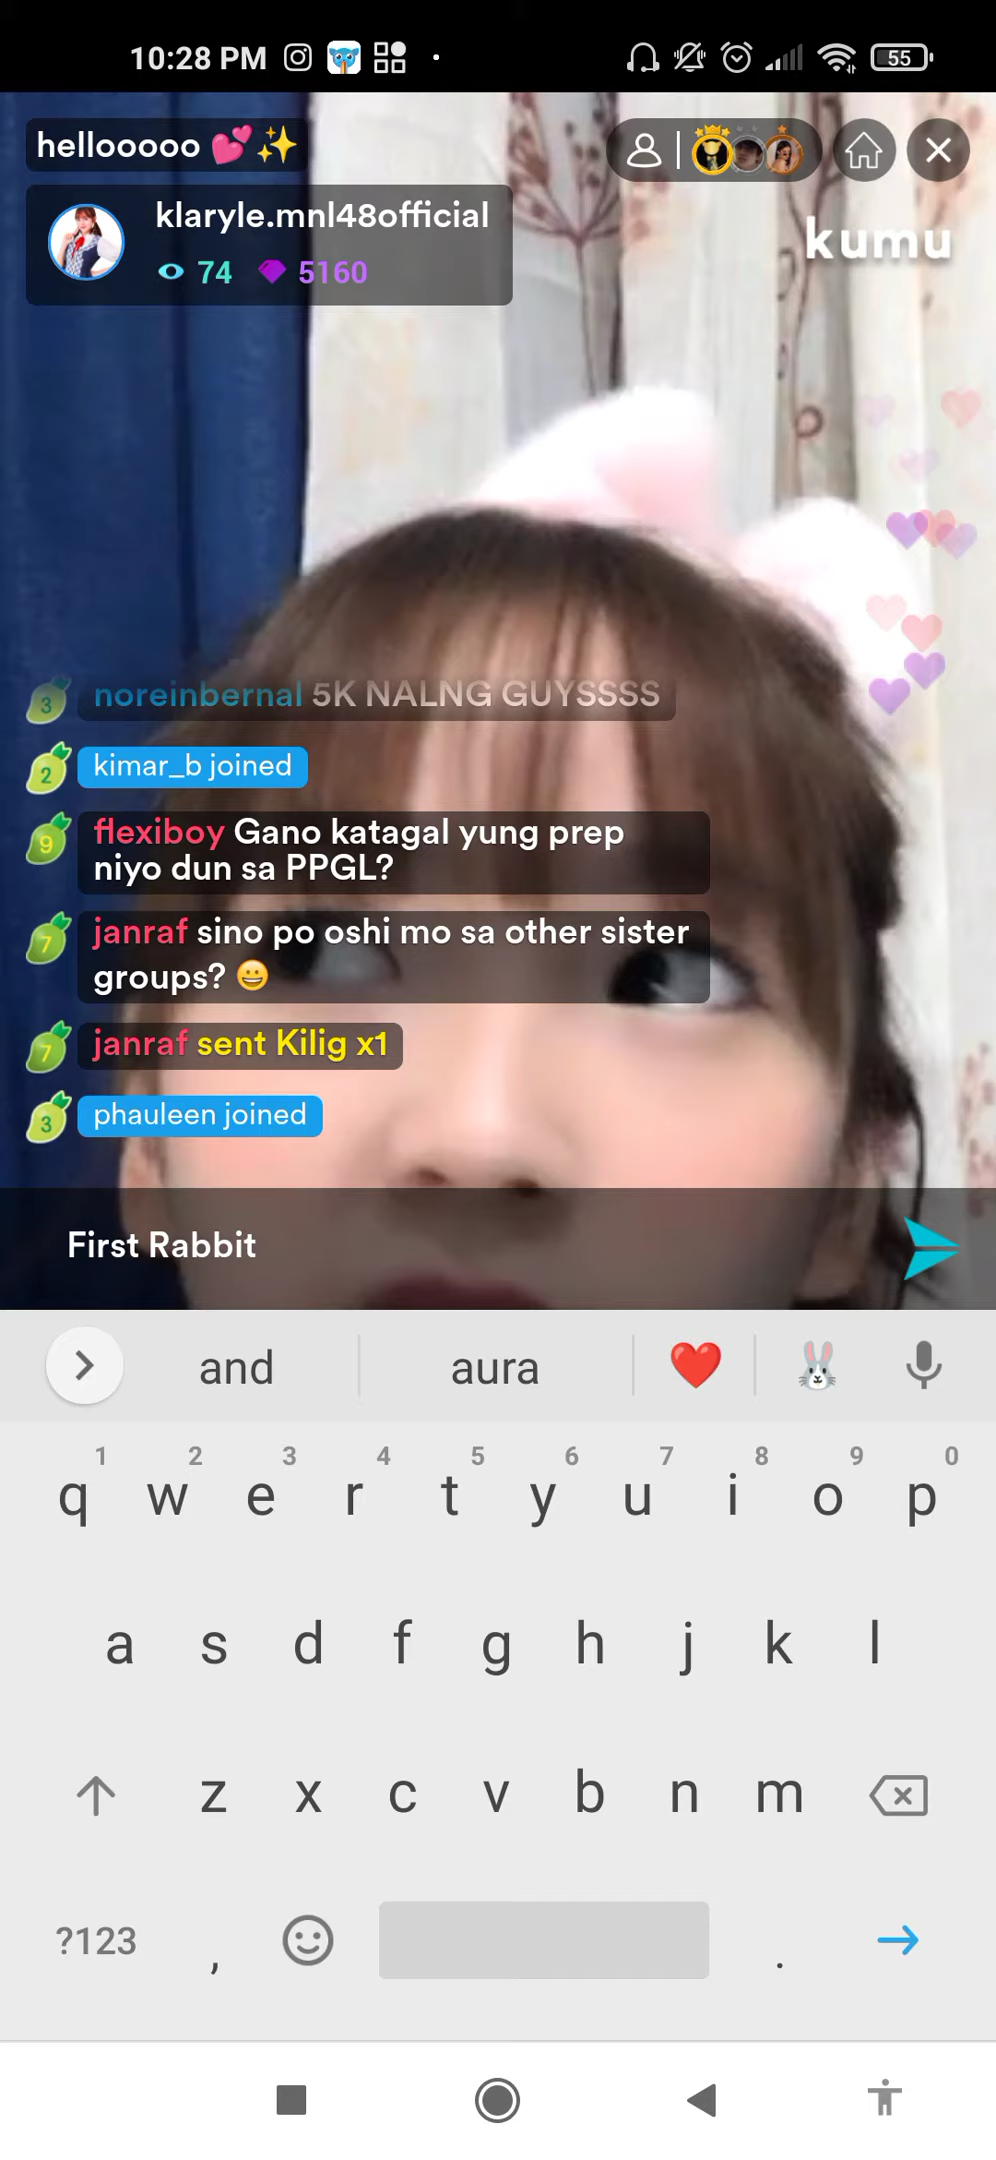 10:28 PM
55
hellooooo 💕✨
klaryle.mnl48official
74 5160
kumu
3 noreinbernal 5K NALNG GUYSSSS
2 kimar_b joined
9 flexiboy Gano katagal yung prep
niyo dun sa PPGL?
7 janraf sino po oshi mo sa other sister
groups? 😀
7 janraf sent Kilig x1
3 phauleen joined
First Rabbit
and aura ❤️ 🐰
1 2 3 4 5 6 7 8 9 0
q w e r t y u i o p
a s d f g h j k l
z x c v b n m
?123 , .